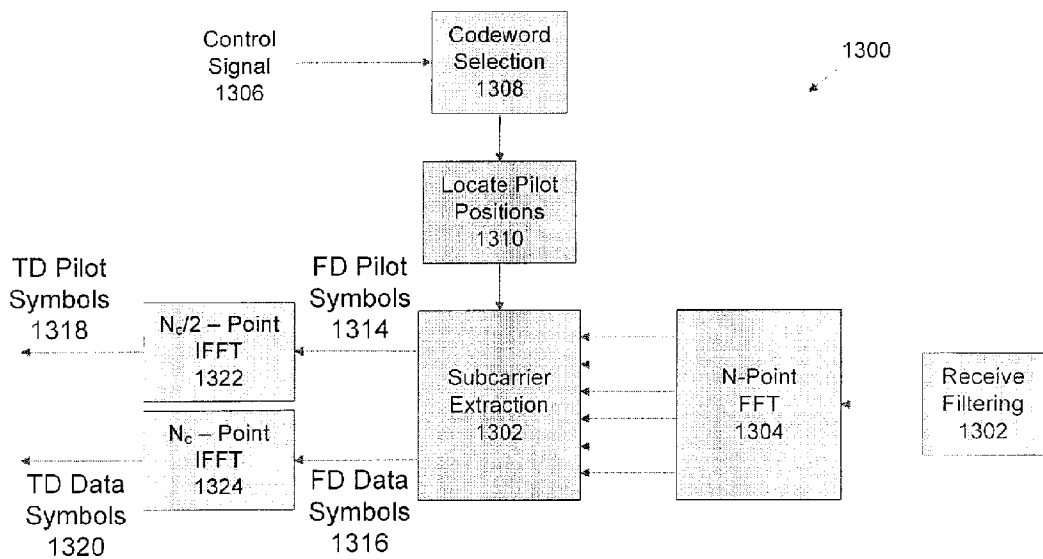 Control
Signal
1306
Codeword
Selection
1308
1300
Locate Pilot
Positions
1310
TD Pilot
Symbols
1318
FD Pilot
Symbols
1314
Nc/2 – Point
IFFT
1322
Subcarrier
Extraction
1302
N-Point
FFT
1304
Receive
Filtering
1302
Nc – Point
IFFT
1324
TD Data
Symbols
1320
FD Data
Symbols
1316